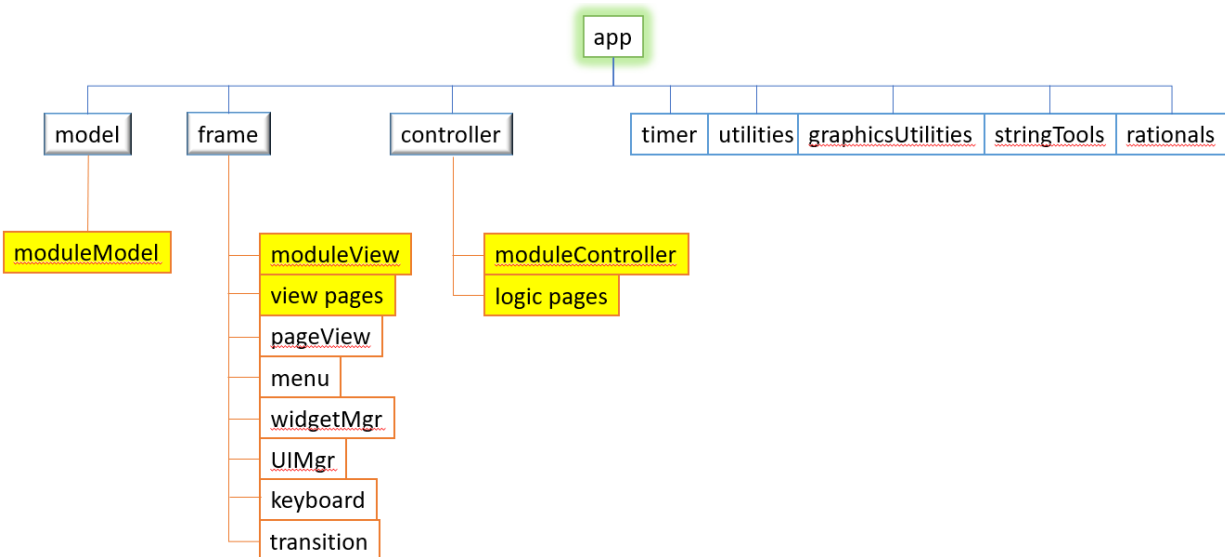 app
model
frame
controller
timer
utilities
graphicsUtilities
stringTools
rationals
moduleModel
moduleView
view pages
pageView
menu
widgetMgr
UIMgr
keyboard
transition
moduleController
logic pages